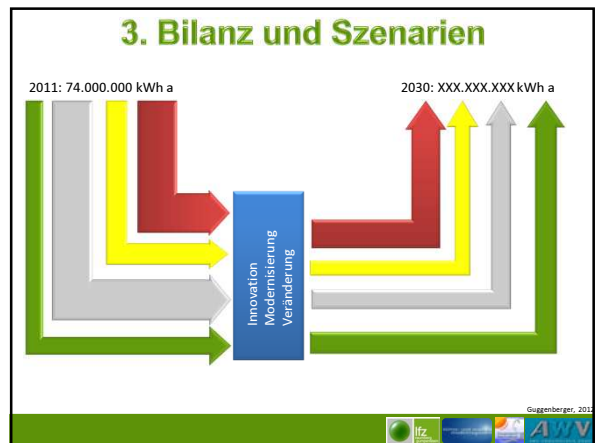 3. Bilanz und Szenarien
2011: 74.000.000 kWh a
2030: XXX.XXX.XXX kWh a
Innovation
Modernisierung
Veränderung
Guggenberger, 2012
lfz
AWV